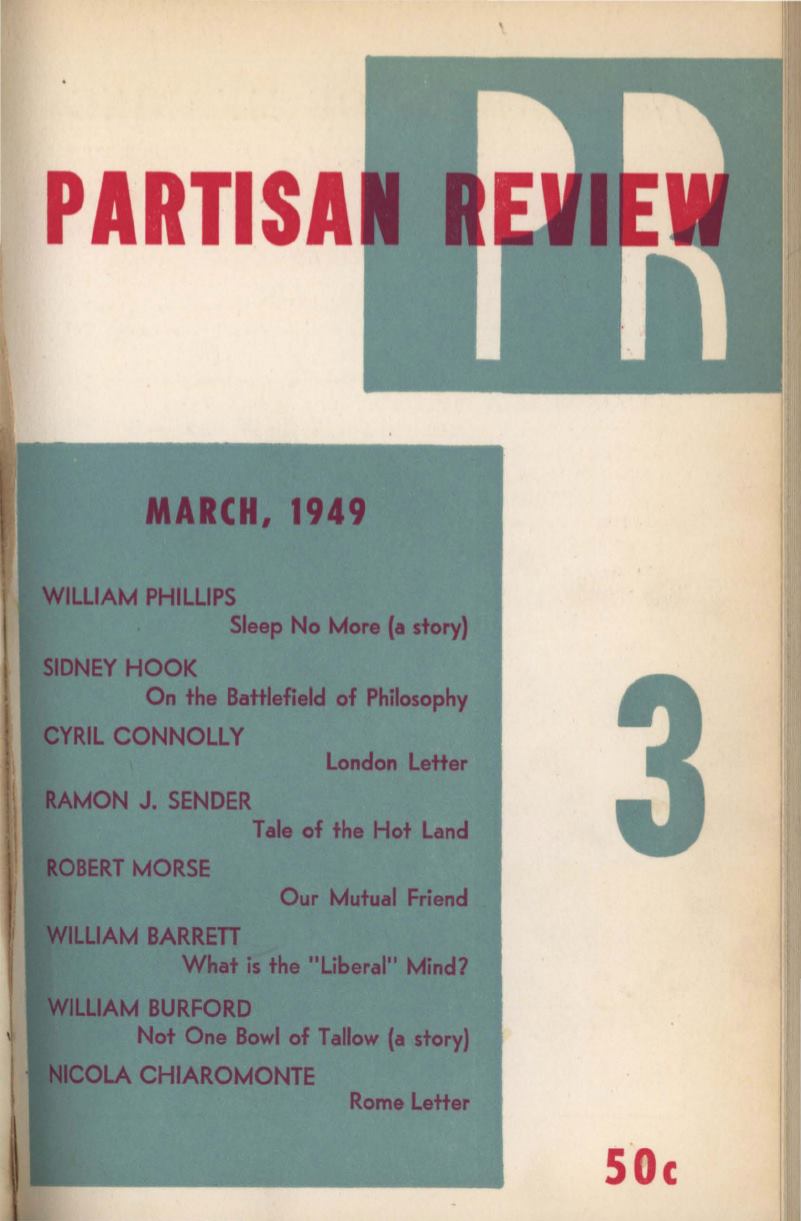 PR
PARTISAN REVIEW
MARCH, 1949
WILLIAM PHILLIPS
Sleep No More (a story)
SIDNEY HOOK
On the Battlefield of Philosophy
CYRIL CONNOLLY
London Letter
RAMON J. SENDER
Tale of the Hot Land
ROBERT MORSE
Our Mutual Friend
WILLIAM BARRETT
What is the "Liberal" Mind?
WILLIAM BURFORD
Not One Bowl of Tallow (a story)
NICOLA CHIAROMONTE
Rome Letter
3
50c